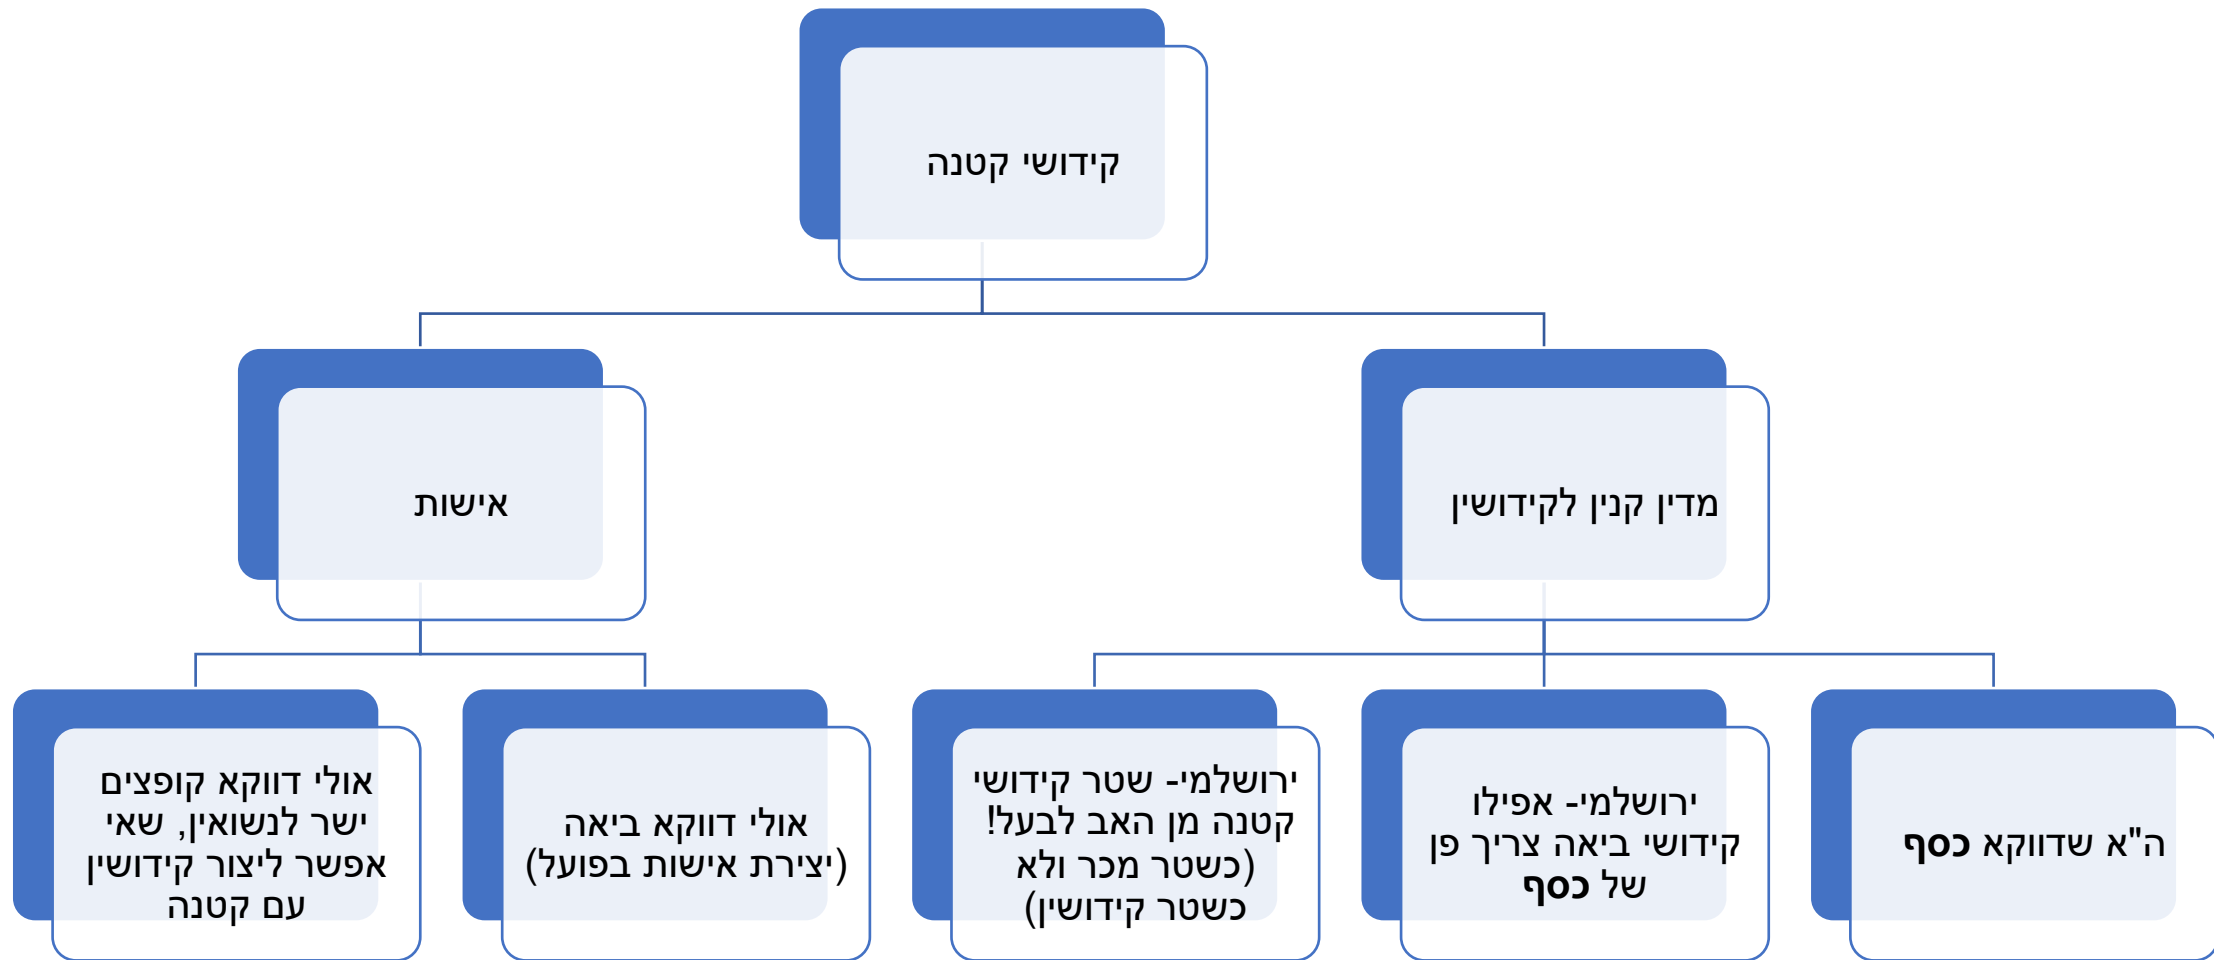 קידושי קטנה
מדין קנין לקידושין
אישות
ה"א שדווקא כסף
ירושלמי- אפילו
קידושי ביאה צריך פן
של כסף
ירושלמי- שטר קידושי
קטנה מן האב לבעל!
(כשטר מכר ולא
כשטר קידושין)
אולי דווקא ביאה
(יצירת אישות בפועל)
אולי דווקא קופצים
ישר לנשואין, שאי
אפשר ליצור קידושין
עם קטנה